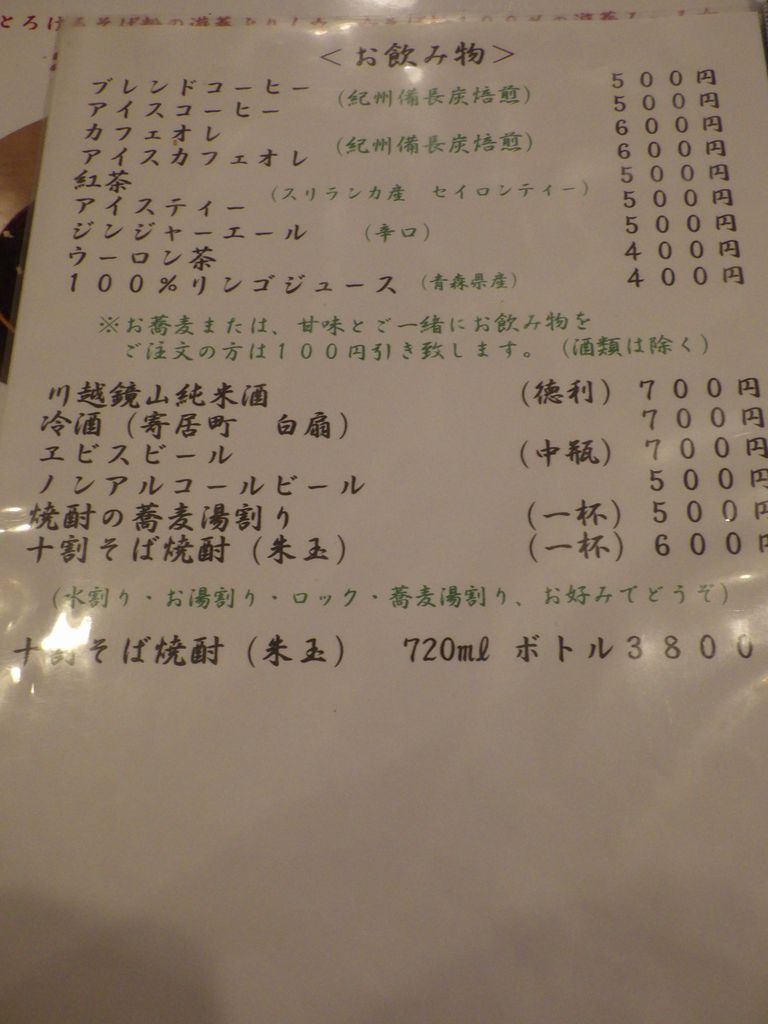 ＜お飲み物＞
ブレンドコーヒー 500円
アイスコーヒー (紀州備長炭焙煎) 500円
カフェオレ 600円
アイスカフェオレ (紀州備長炭焙煎) 600円
紅茶 500円
アイスティー (スリランカ産　セイロンティー) 500円
ジンジャーエール (辛口) 500円
ウーロン茶 400円
１００％リンゴジュース (青森県産) 400円
※お蕎麦または、甘味とご一緒にお飲み物を
ご注文の方は１００円引き致します。(酒類は除く)
川越鏡山純米酒 (徳利) ７００円
冷酒 (寄居町　白扇) ７００円
ヱビスビール (中瓶) ７００円
ノンアルコールビール ５００円
焼酎の蕎麦湯割り (一杯) ５００円
十割そば焼酎 (朱玉) (一杯) ６００円
(水割り・お湯割り・ロック・蕎麦湯割り、お好みでどうぞ)
十割そば焼酎 (朱玉) 720ml ボトル３８００